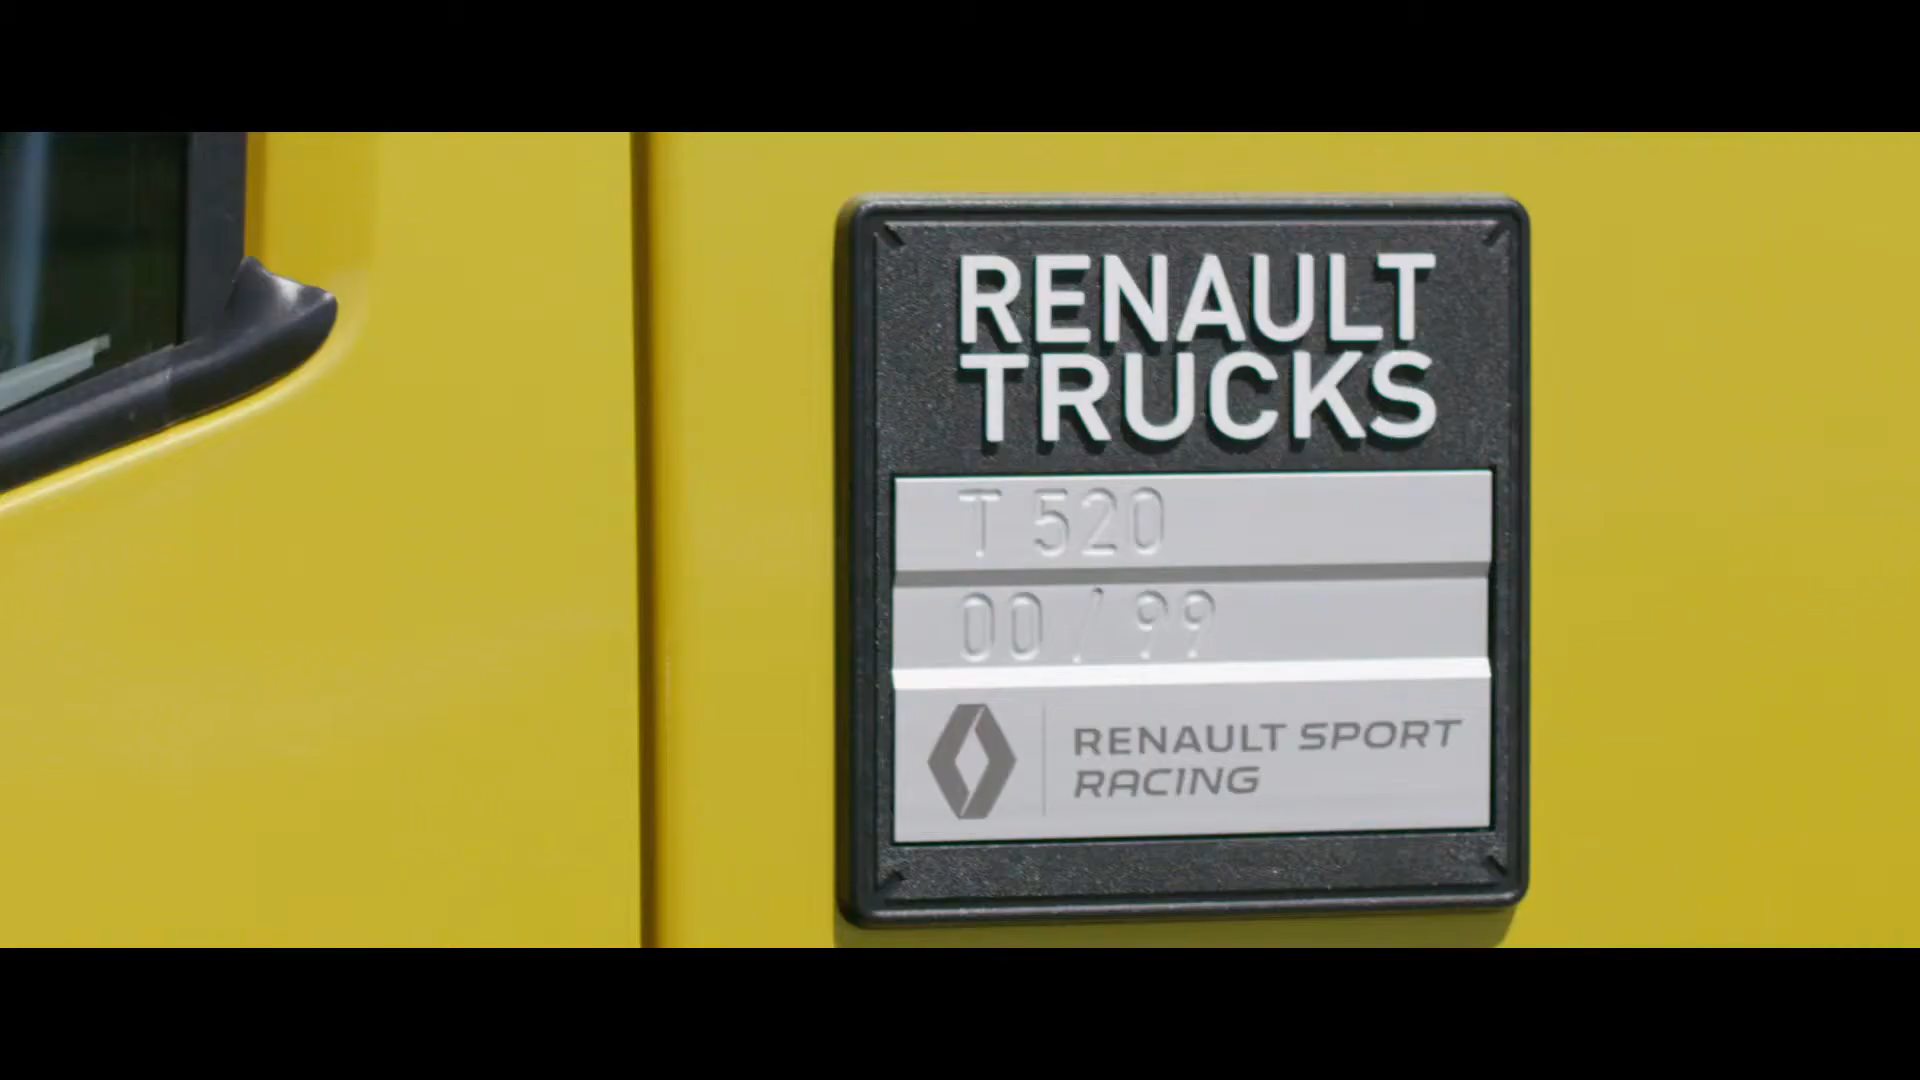 RENAULT
TRUCKS
T 520
00 / 99
RENAULT SPORT
RACING